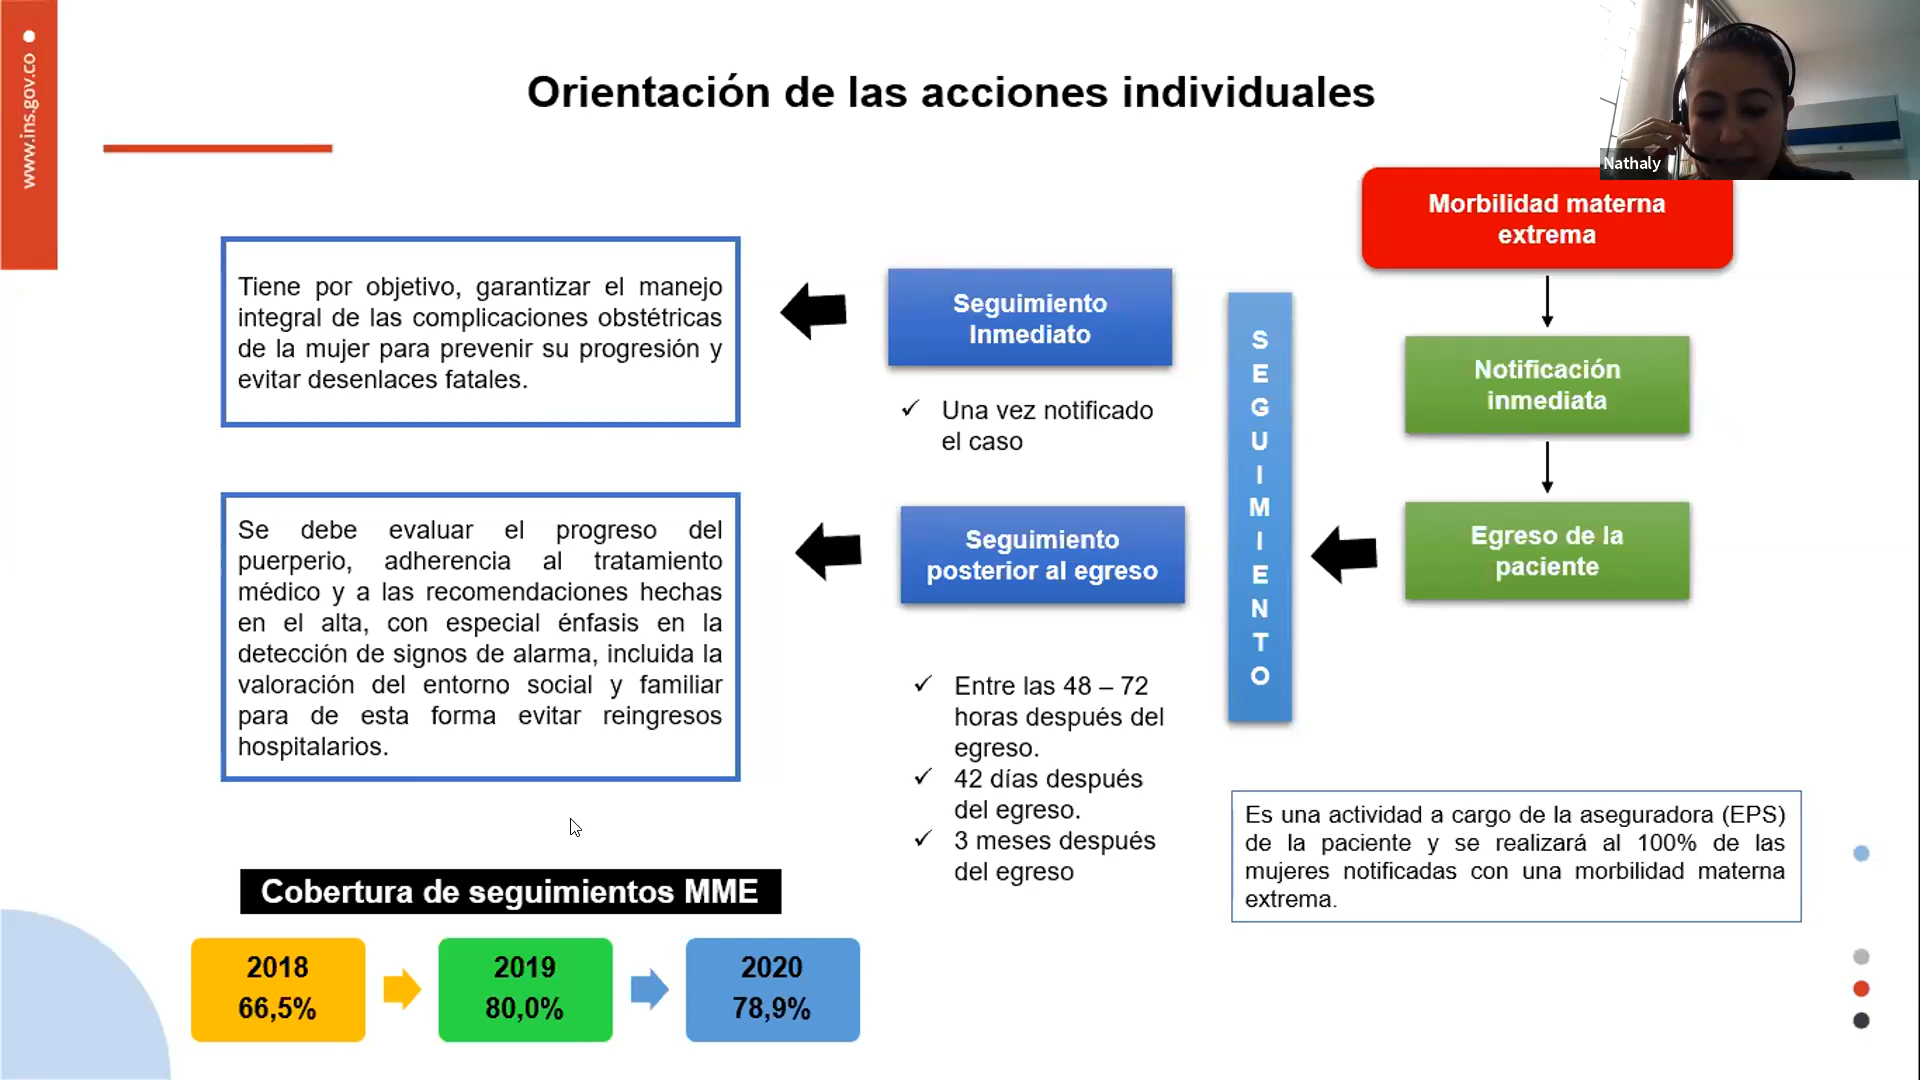 www.ins.gov.co
Orientación de las acciones individuales
Nathaly
Morbilidad materna
extrema
Notificación
inmediata
Egreso de la
paciente
SEGUIMIENTO
Seguimiento
Inmediato
Una vez notificado
el caso
Tiene por objetivo, garantizar el manejo
integral de las complicaciones obstétricas
de la mujer para prevenir su progresión y
evitar desenlaces fatales.
Seguimiento
posterior al egreso
Entre las 48 – 72
horas después del
egreso.
42 días después
del egreso.
3 meses después
del egreso
Se debe evaluar el progreso del
puerperio, adherencia al tratamiento
médico y a las recomendaciones hechas
en el alta, con especial énfasis en la
detección de signos de alarma, incluida la
valoración del entorno social y familiar
para de esta forma evitar reingresos
hospitalarios.
Es una actividad a cargo de la aseguradora (EPS)
de la paciente y se realizará al 100% de las
mujeres notificadas con una morbilidad materna
extrema.
Cobertura de seguimientos MME
2018
66,5%
2019
80,0%
2020
78,9%